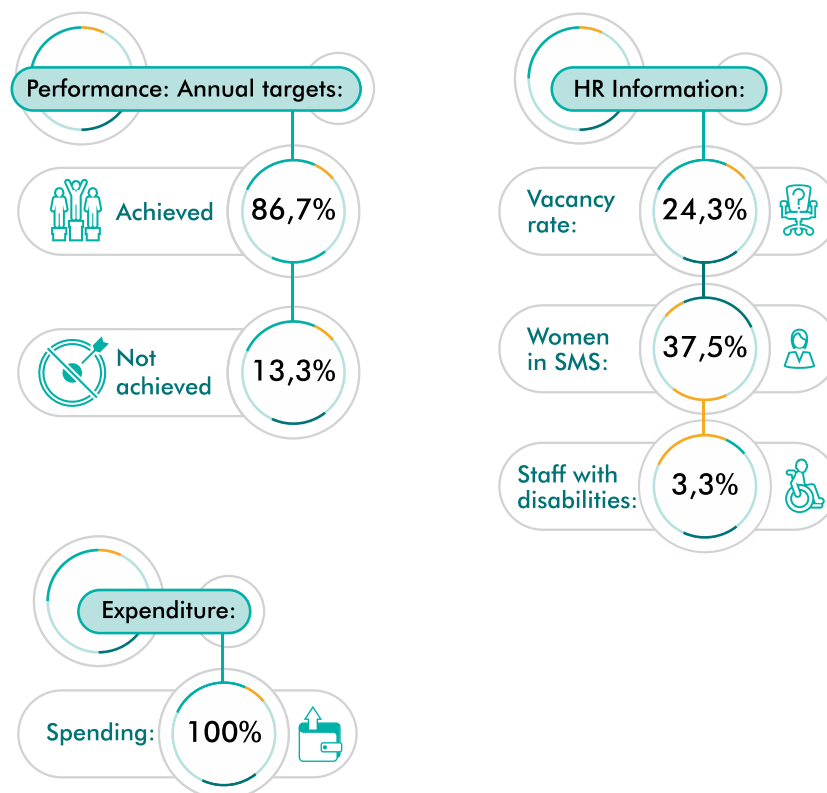 Performance: Annual targets:
Achieved
86,7%
Not
achieved
13,3%
HR Information:
Vacancy
rate:
24,3%
?
Women
in SMS:
37,5%
Staff with
disabilities:
3,3%
Expenditure:
Spending:
100%